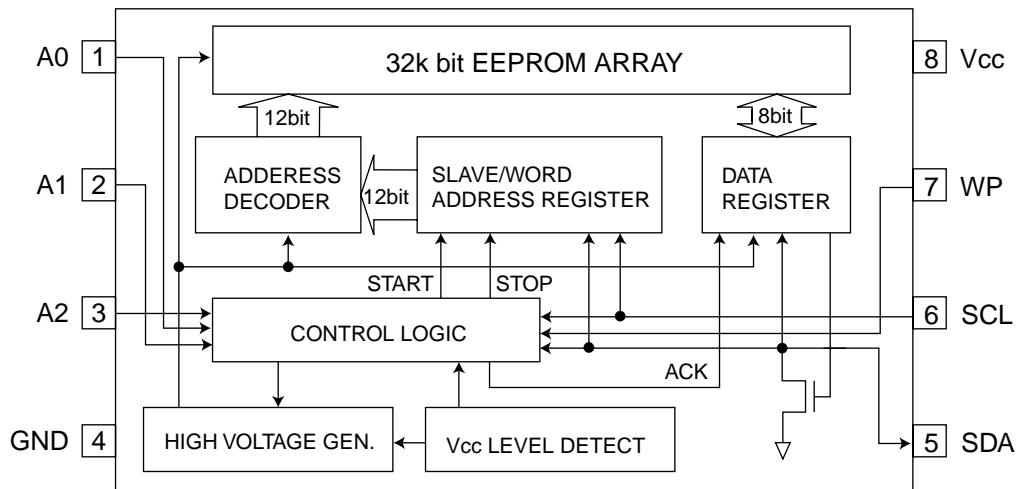 A0 1
32k bit EEPROM ARRAY
8 Vcc
12bit
8bit
A1 2
ADDERESS
DECODER
12bit
SLAVE/WORD
ADDRESS REGISTER
DATA
REGISTER
7 WP
START
STOP
A2 3
CONTROL LOGIC
6 SCL
ACK
GND 4
HIGH VOLTAGE GEN.
Vcc LEVEL DETECT
5 SDA